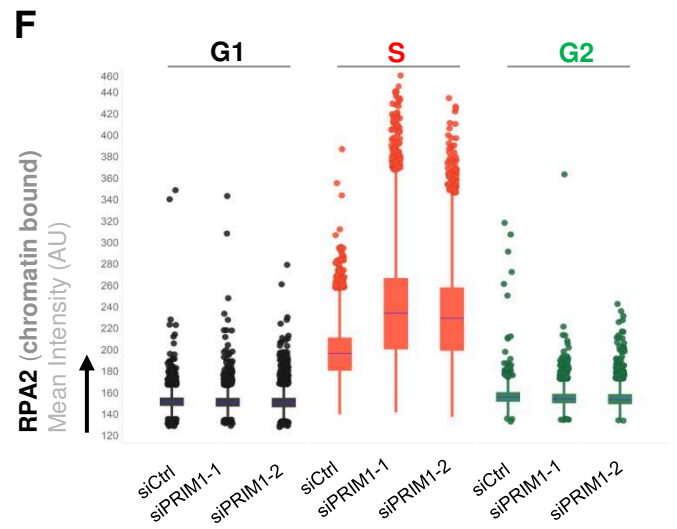 F
G1
S
G2
RPA2 (chromatin bound)
Mean Intensity (AU)
460
440
420
400
380
360
340
320
300
280
260
240
220
200
180
160
140
120
siCtrl
siPRIM1-1
siPRIM1-2
siCtrl
siPRIM1-1
siPRIM1-2
siCtrl
siPRIM1-1
siPRIM1-2